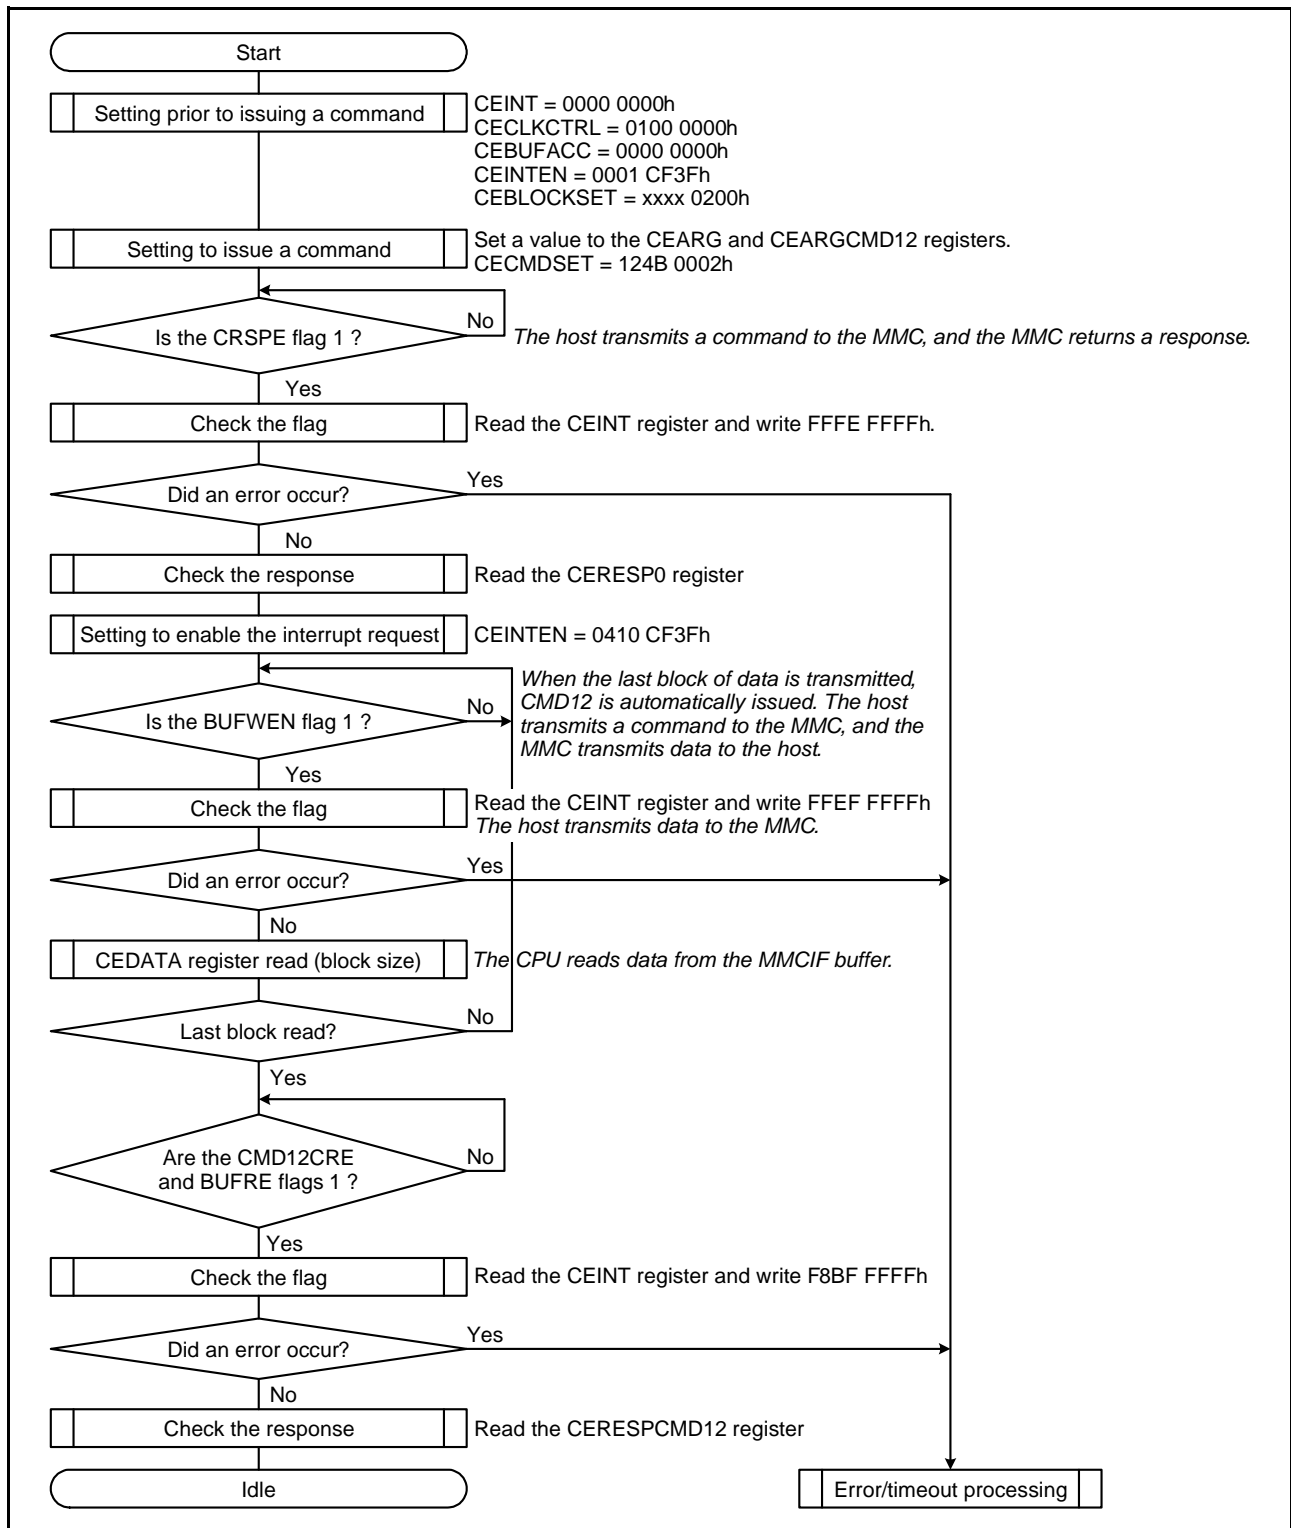 Start
Setting prior to issuing a command
CEINT = 0000 0000h
CECLKCTRL = 0100 0000h
CEBUFACC = 0000 0000h
CEINTEN = 0001 CF3Fh
CEBLOCKSET = xxxx 0200h
Setting to issue a command
Set a value to the CEARG and CEARGCMD12 registers.
CECMDSET = 124B 0002h
Is the CRSPE flag 1 ?
No
The host transmits a command to the MMC, and the MMC returns a response.
Yes
Check the flag
Read the CEINT register and write FFFE FFFFh.
Did an error occur?
Yes
No
Check the response
Read the CERESP0 register
Setting to enable the interrupt request
CEINTEN = 0410 CF3Fh
Is the BUFWEN flag 1 ?
No
When the last block of data is transmitted,
CMD12 is automatically issued. The host
transmits a command to the MMC, and the
MMC transmits data to the host.
Yes
Check the flag
Read the CEINT register and write FFEF FFFFh
The host transmits data to the MMC.
Did an error occur?
Yes
No
CEDATA register read (block size)
The CPU reads data from the MMCIF buffer.
Last block read?
No
Yes
Are the CMD12CRE
and BUFRE flags 1 ?
No
Yes
Check the flag
Read the CEINT register and write F8BF FFFFh
Did an error occur?
Yes
No
Check the response
Read the CERESPCMD12 register
Idle
Error/timeout processing